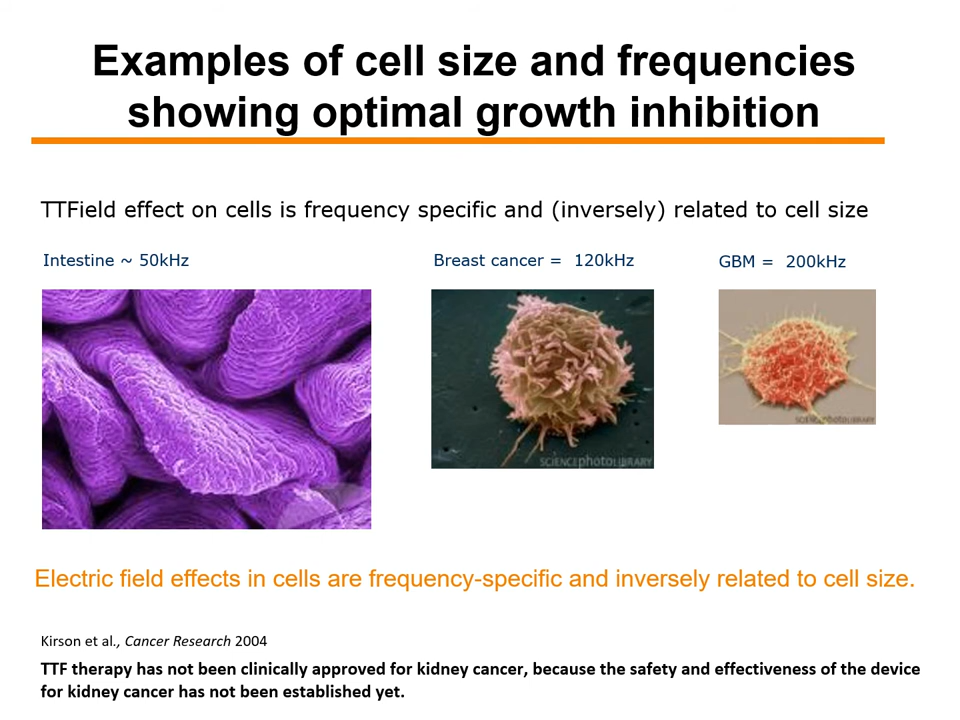 Examples of cell size and frequencies
showing optimal growth inhibition
TTField effect on cells is frequency specific and (inversely) related to cell size
Intestine ~ 50kHz
Breast cancer = 120kHz
GBM = 200kHz
SCIENCEphotoLIBRARY
SCIENCEphotoLIBRARY
Electric field effects in cells are frequency-specific and inversely related to cell size.
Kirson et al., Cancer Research 2004
TTF therapy has not been clinically approved for kidney cancer, because the safety and effectiveness of the device
for kidney cancer has not been established yet.